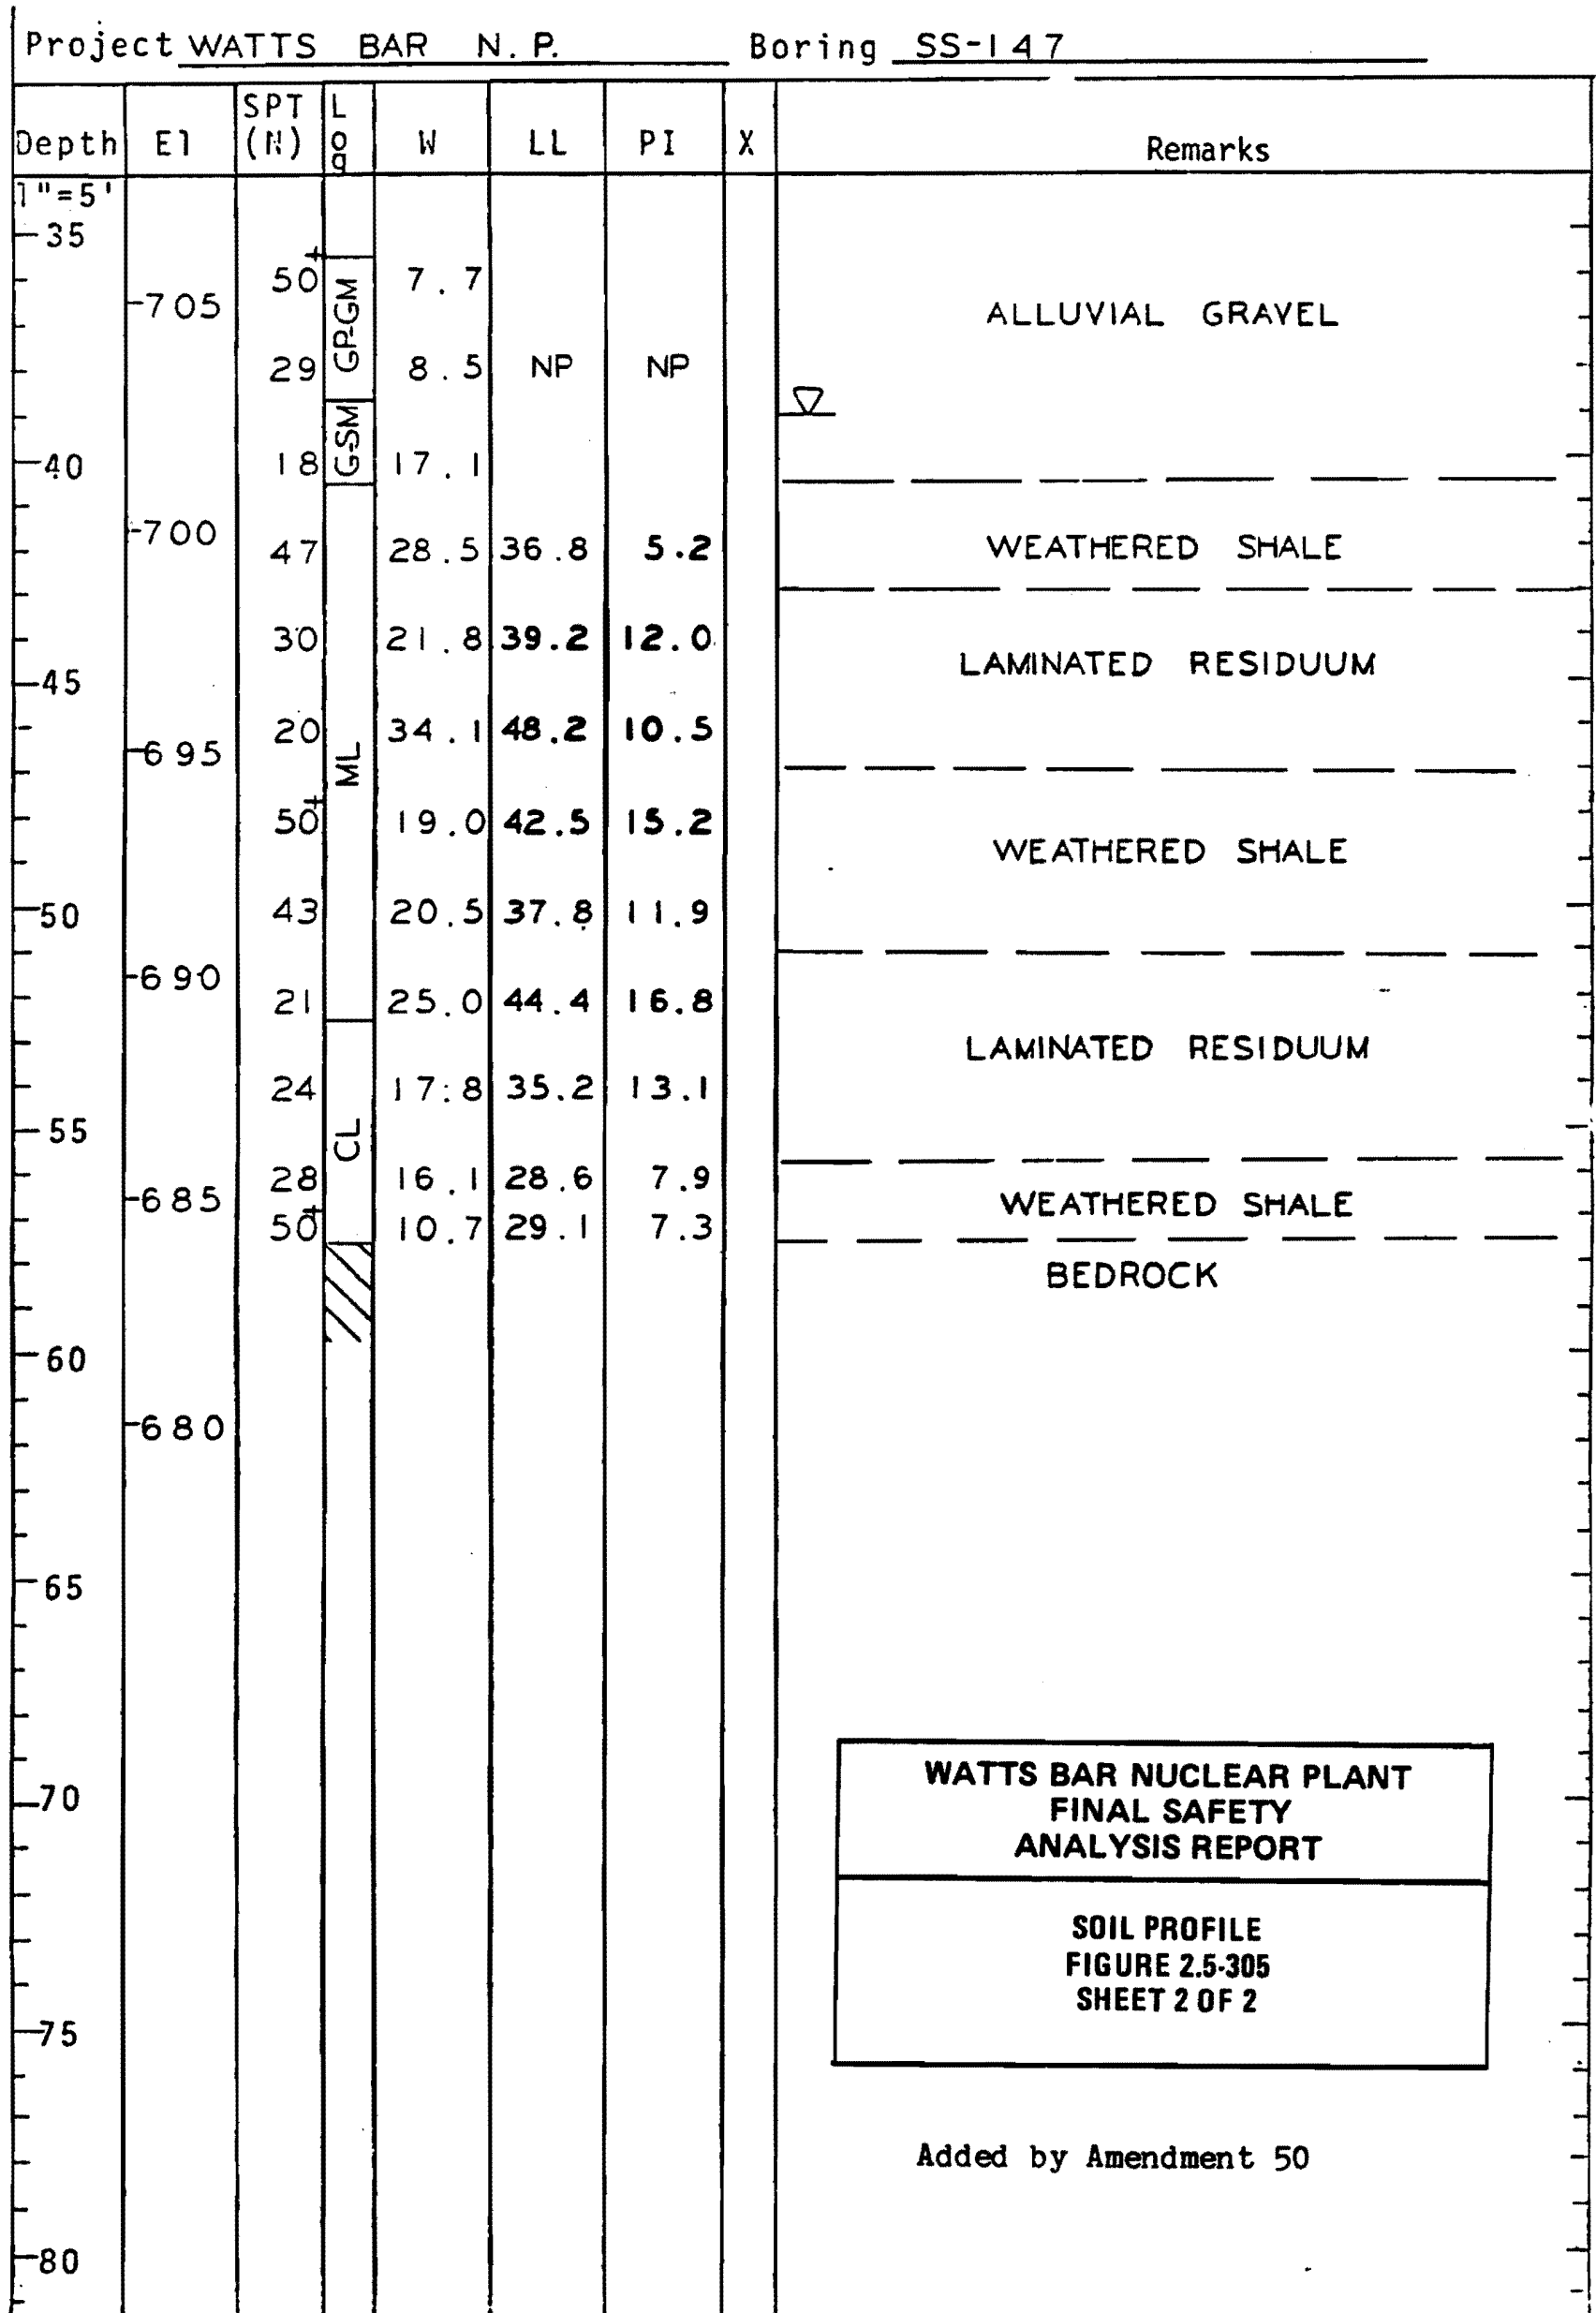 Project WATTS BAR N.P. Boring SS-147
Depth El SPT (N) Log W LL PI X Remarks
1"=5'
35
50+ 7.7
705 GP-GM ALLUVIAL GRAVEL
29 8.5 NP NP
40 18 G-SM 17.1
700 47 28.5 36.8 5.2 WEATHERED SHALE
30 21.8 39.2 12.0
LAMINATED RESIDUUM
45
20 34.1 48.2 10.5
695 ML
50+ 19.0 42.5 15.2
WEATHERED SHALE
50 43 20.5 37.8 11.9
690
21 25.0 44.4 16.8
LAMINATED RESIDUUM
24 17.8 35.2 13.1
55 CL
28 16.1 28.6 7.9
685 WEATHERED SHALE
50+ 10.7 29.1 7.3
BEDROCK
60
680
65
WATTS BAR NUCLEAR PLANT
70
FINAL SAFETY
ANALYSIS REPORT
SOIL PROFILE
FIGURE 2.5-305
SHEET 2 OF 2
75
Added by Amendment 50
80